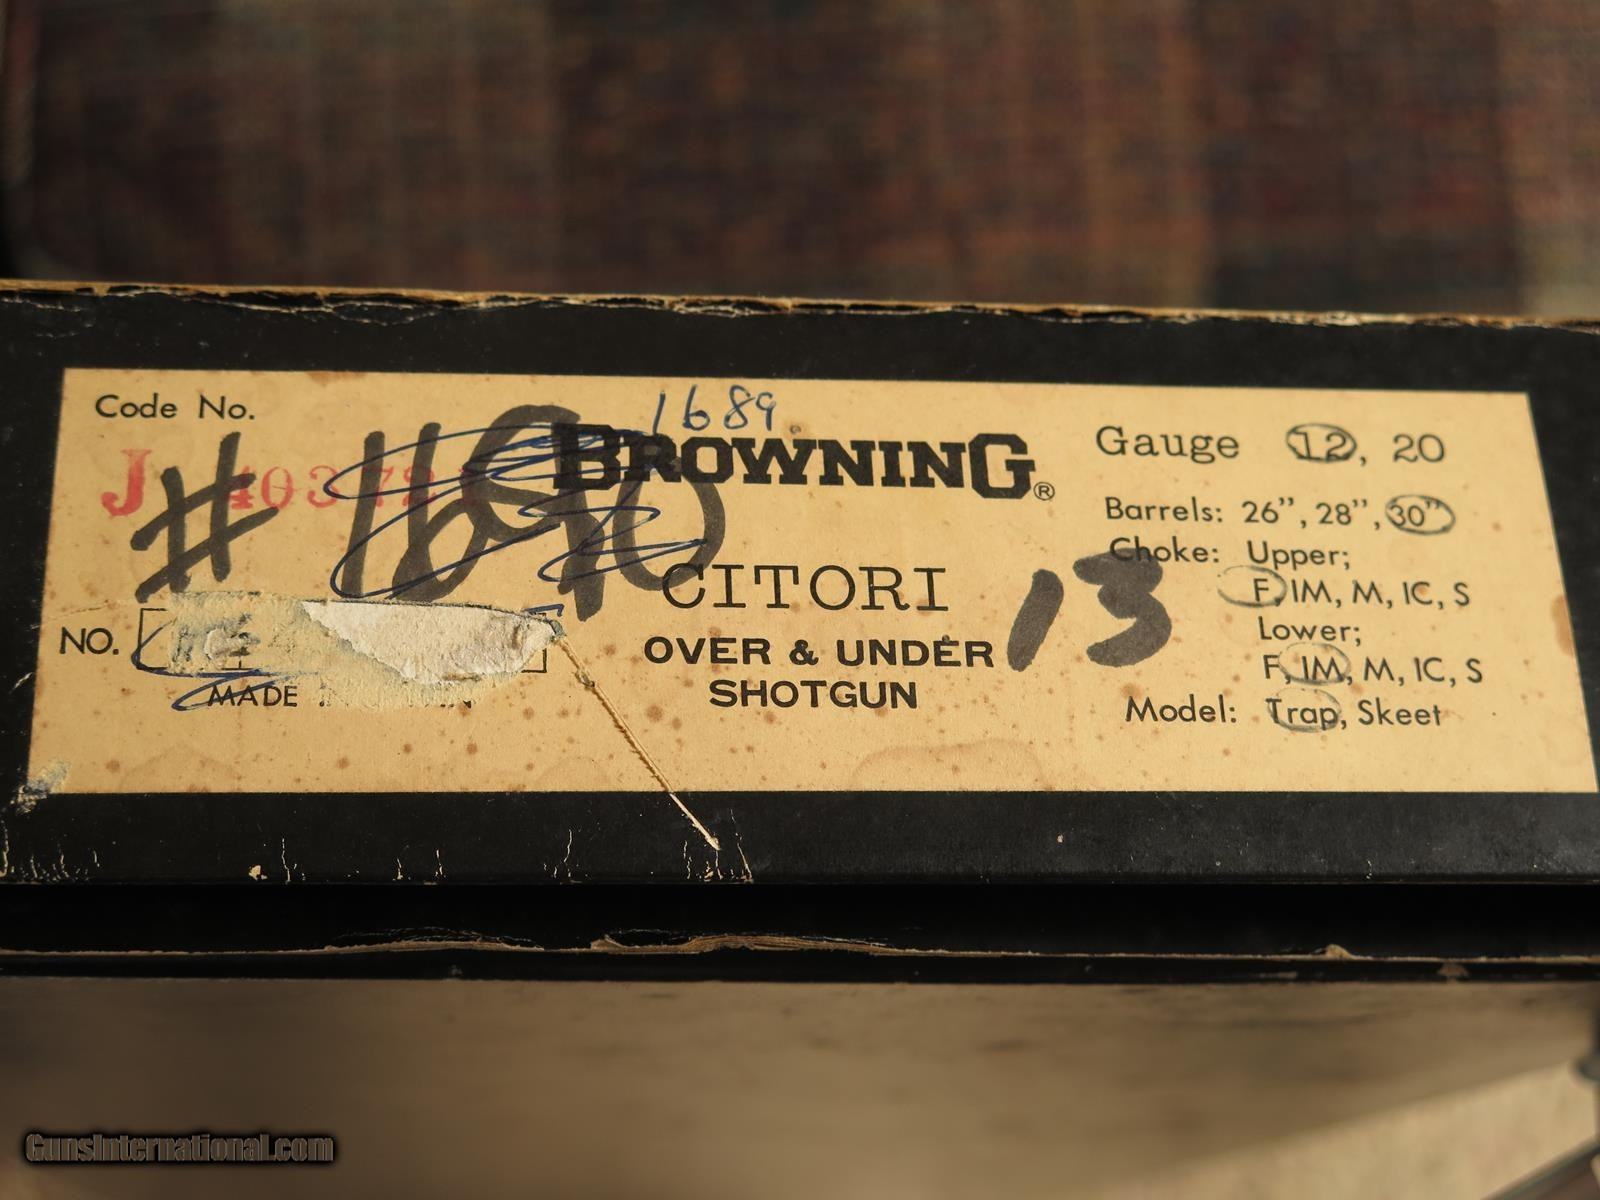 Code No.
1689
J
# 1690
BROWNING®
CITORI
OVER & UNDER
SHOTGUN
13
NO.
MADE
Gauge 12, 20
Barrels: 26", 28", 30"
Choke: Upper;
F, IM, M, IC, S
Lower;
F, IM, M, IC, S
Model: Trap, Skeet
GunsInternational.com